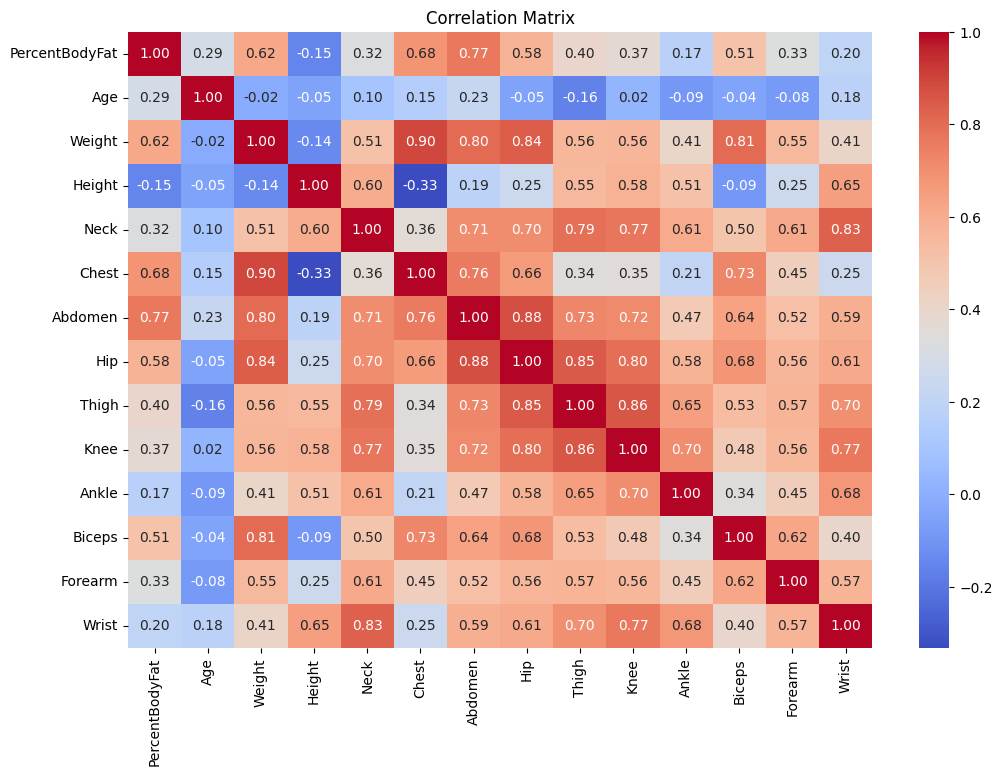 Correlation Matrix
PercentBodyFat 1.00 0.29 0.62 -0.15 0.32 0.68 0.77 0.58 0.40 0.37 0.17 0.51 0.33 0.20
Age 0.29 1.00 -0.02 -0.05 0.10 0.15 0.23 -0.05 -0.16 0.02 -0.09 -0.04 -0.08 0.18
Weight 0.62 -0.02 1.00 -0.14 0.51 0.90 0.80 0.84 0.56 0.56 0.41 0.81 0.55 0.41
Height -0.15 -0.05 -0.14 1.00 0.60 -0.33 0.19 0.25 0.55 0.58 0.51 -0.09 0.25 0.65
Neck 0.32 0.10 0.51 0.60 1.00 0.36 0.71 0.70 0.79 0.77 0.61 0.50 0.61 0.83
Chest 0.68 0.15 0.90 -0.33 0.36 1.00 0.76 0.66 0.34 0.35 0.21 0.73 0.45 0.25
Abdomen 0.77 0.23 0.80 0.19 0.71 0.76 1.00 0.88 0.73 0.72 0.47 0.64 0.52 0.59
Hip 0.58 -0.05 0.84 0.25 0.70 0.66 0.88 1.00 0.85 0.80 0.58 0.68 0.56 0.61
Thigh 0.40 -0.16 0.56 0.55 0.79 0.34 0.73 0.85 1.00 0.86 0.65 0.53 0.57 0.70
Knee 0.37 0.02 0.56 0.58 0.77 0.35 0.72 0.80 0.86 1.00 0.70 0.48 0.56 0.77
Ankle 0.17 -0.09 0.41 0.51 0.61 0.21 0.47 0.58 0.65 0.70 1.00 0.34 0.45 0.68
Biceps 0.51 -0.04 0.81 -0.09 0.50 0.73 0.64 0.68 0.53 0.48 0.34 1.00 0.62 0.40
Forearm 0.33 -0.08 0.55 0.25 0.61 0.45 0.52 0.56 0.57 0.56 0.45 0.62 1.00 0.57
Wrist 0.20 0.18 0.41 0.65 0.83 0.25 0.59 0.61 0.70 0.77 0.68 0.40 0.57 1.00
PercentBodyFat
Age
Weight
Height
Neck
Chest
Abdomen
Hip
Thigh
Knee
Ankle
Biceps
Forearm
Wrist
1.0
0.8
0.6
0.4
0.2
0.0
−0.2